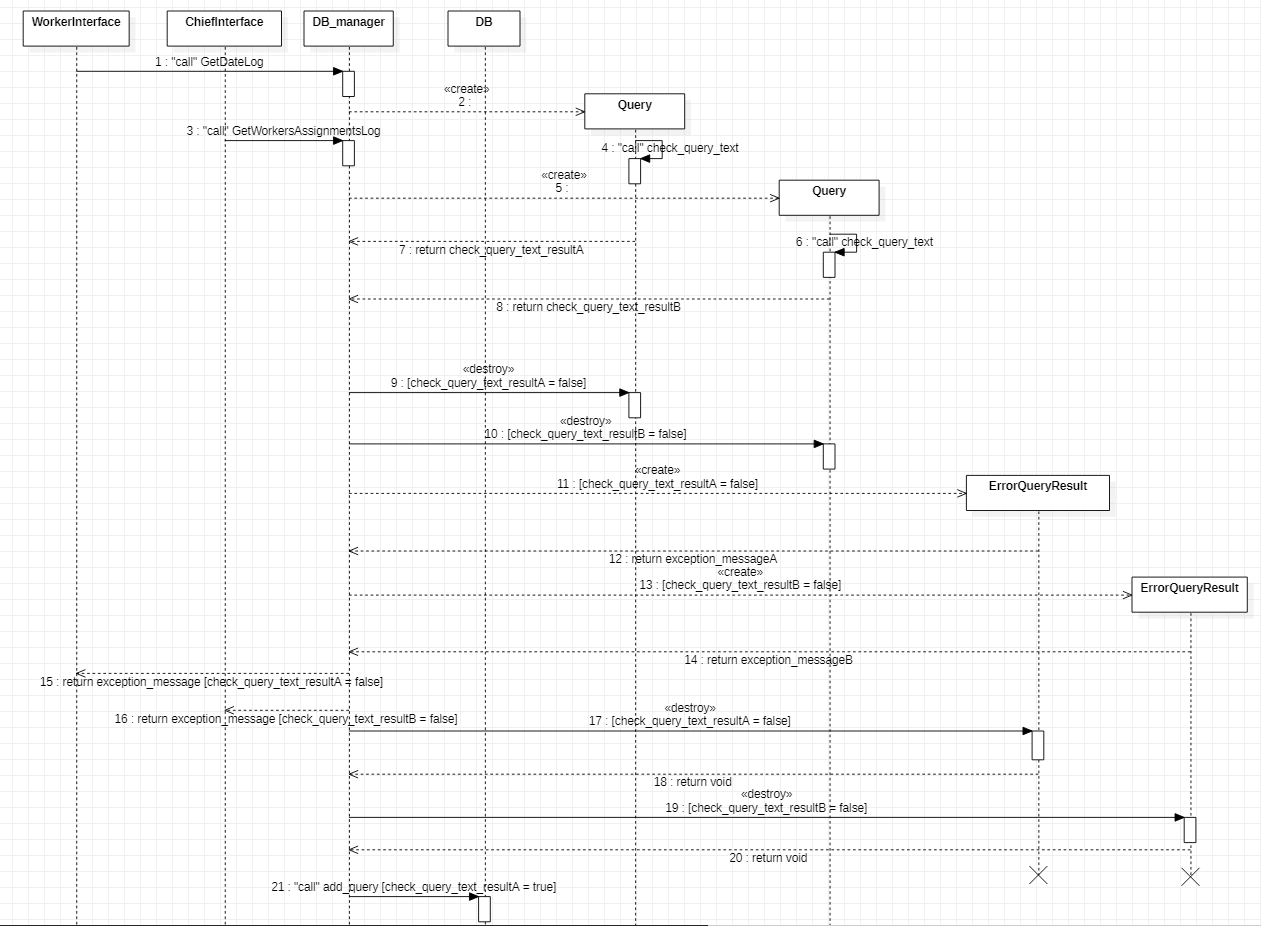 WorkerInterface
ChiefInterface
DB_manager
DB
1 : "call" GetDateLog
«create»
2 :
Query
3 : "call" GetWorkersAssignmentsLog
4 : "call" check_query_text
«create»
5 :
Query
6 : "call" check_query_text
7 : return check_query_text_resultA
8 : return check_query_text_resultB
«destroy»
9 : [check_query_text_resultA = false]
«destroy»
10 : [check_query_text_resultB = false]
«create»
11 : [check_query_text_resultA = false]
ErrorQueryResult
12 : return exception_messageA
«create»
13 : [check_query_text_resultB = false]
ErrorQueryResult
14 : return exception_messageB
15 : return exception_message [check_query_text_resultA = false]
16 : return exception_message [check_query_text_resultB = false]
«destroy»
17 : [check_query_text_resultA = false]
18 : return void
«destroy»
19 : [check_query_text_resultB = false]
20 : return void
21 : "call" add_query [check_query_text_resultA = true]